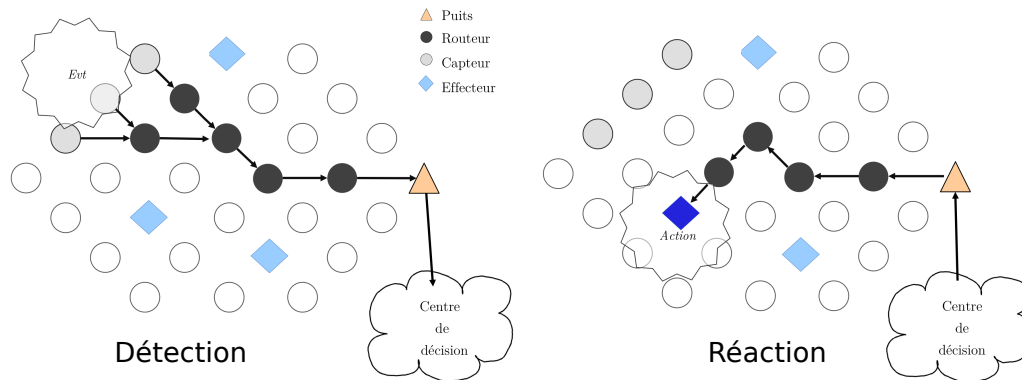 Puits
Routeur
Capteur
Effecteur
Evt
Centre
de
décision
Détection
Action
Centre
de
décision
Réaction